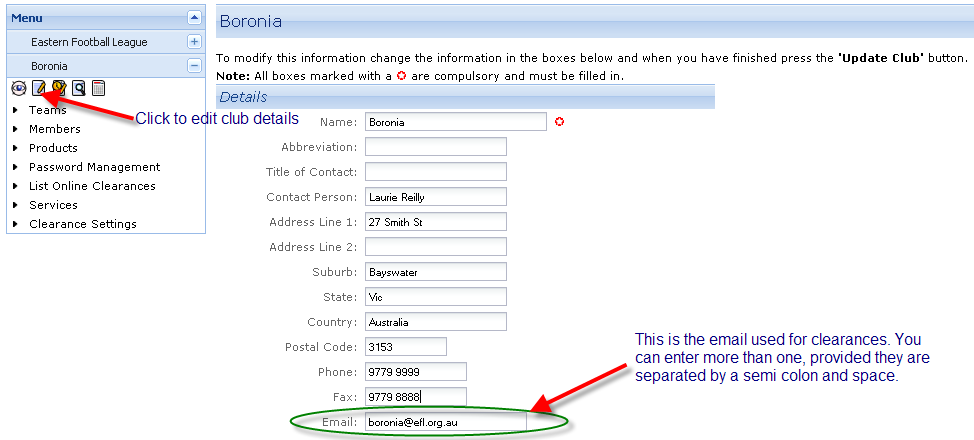 Menu
Eastern Football League
Boronia
Teams
Members
Products
Password Management
List Online Clearances
Services
Clearance Settings
Click to edit club details
Boronia
To modify this information change the information in the boxes below and when you have finished press the 'Update Club' button.
Note: All boxes marked with a are compulsory and must be filled in.
Details
Name: Boronia
Abbreviation:
Title of Contact:
Contact Person: Laurie Reilly
Address Line 1: 27 Smith St
Address Line 2:
Suburb: Bayswater
State: Vic
Country: Australia
Postal Code: 3153
Phone: 9779 9999
Fax: 9779 8888
Email: boronia@efl.org.au
This is the email used for clearances. You
can enter more than one, provided they are
separated by a semi colon and space.